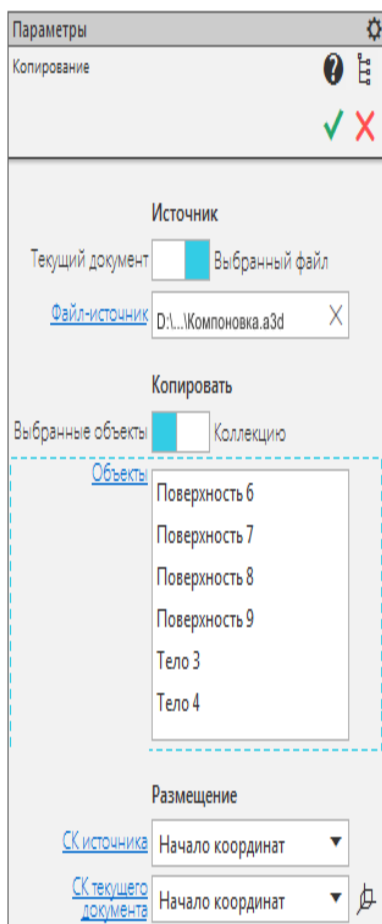 Параметры
Копирование
Источник
Текущий документ Выбранный файл
Файл-источник D:\...\Компоновка.a3d
Копировать
Выбранные объекты Коллекцию
Объекты
Поверхность 6
Поверхность 7
Поверхность 8
Поверхность 9
Тело 3
Тело 4
Размещение
СК источника Начало координат
СК текущего
документа Начало координат